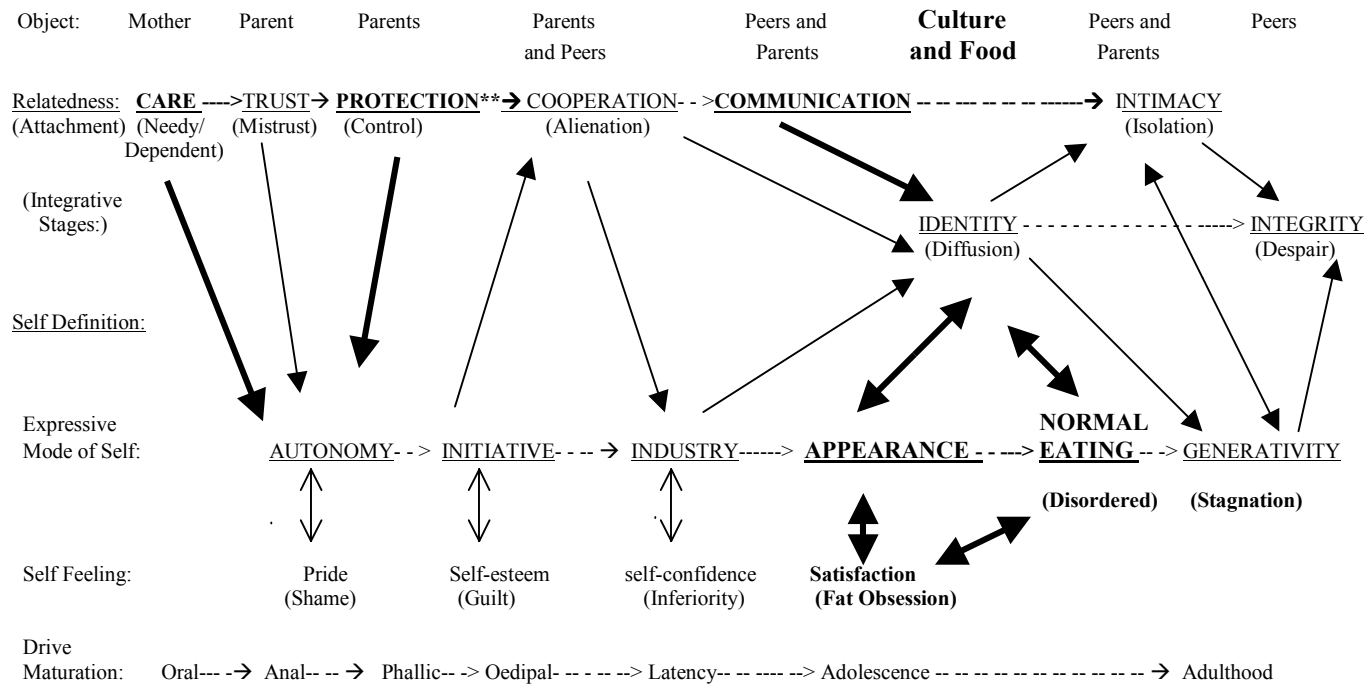 Object: Mother Parent Parents Parents Peers and Culture Peers and Peers
and Peers Parents and Food Parents
Relatedness: CARE ---->TRUST→ PROTECTION**→ COOPERATION- - >COMMUNICATION -- -- --- -- -- -- ------→ INTIMACY
(Attachment) (Needy/ (Mistrust) (Control) (Alienation) (Isolation)
Dependent)
(Integrative
Stages:) IDENTITY - - - - - - - - - - - - - -----> INTEGRITY
(Diffusion) (Despair)
Self Definition:
Expressive NORMAL
Mode of Self: AUTONOMY- - > INITIATIVE- - -- → INDUSTRY------> APPEARANCE - - ---> EATING -- -> GENERATIVITY
(Disordered) (Stagnation)
Self Feeling: Pride Self-esteem self-confidence Satisfaction
(Shame) (Guilt) (Inferiority) (Fat Obsession)
Drive
Maturation: Oral--- -→ Anal-- -- → Phallic-- -> Oedipal- -- - - --> Latency-- -- ---- --> Adolescence -- -- -- -- -- -- -- -- -- -- -- → Adulthood